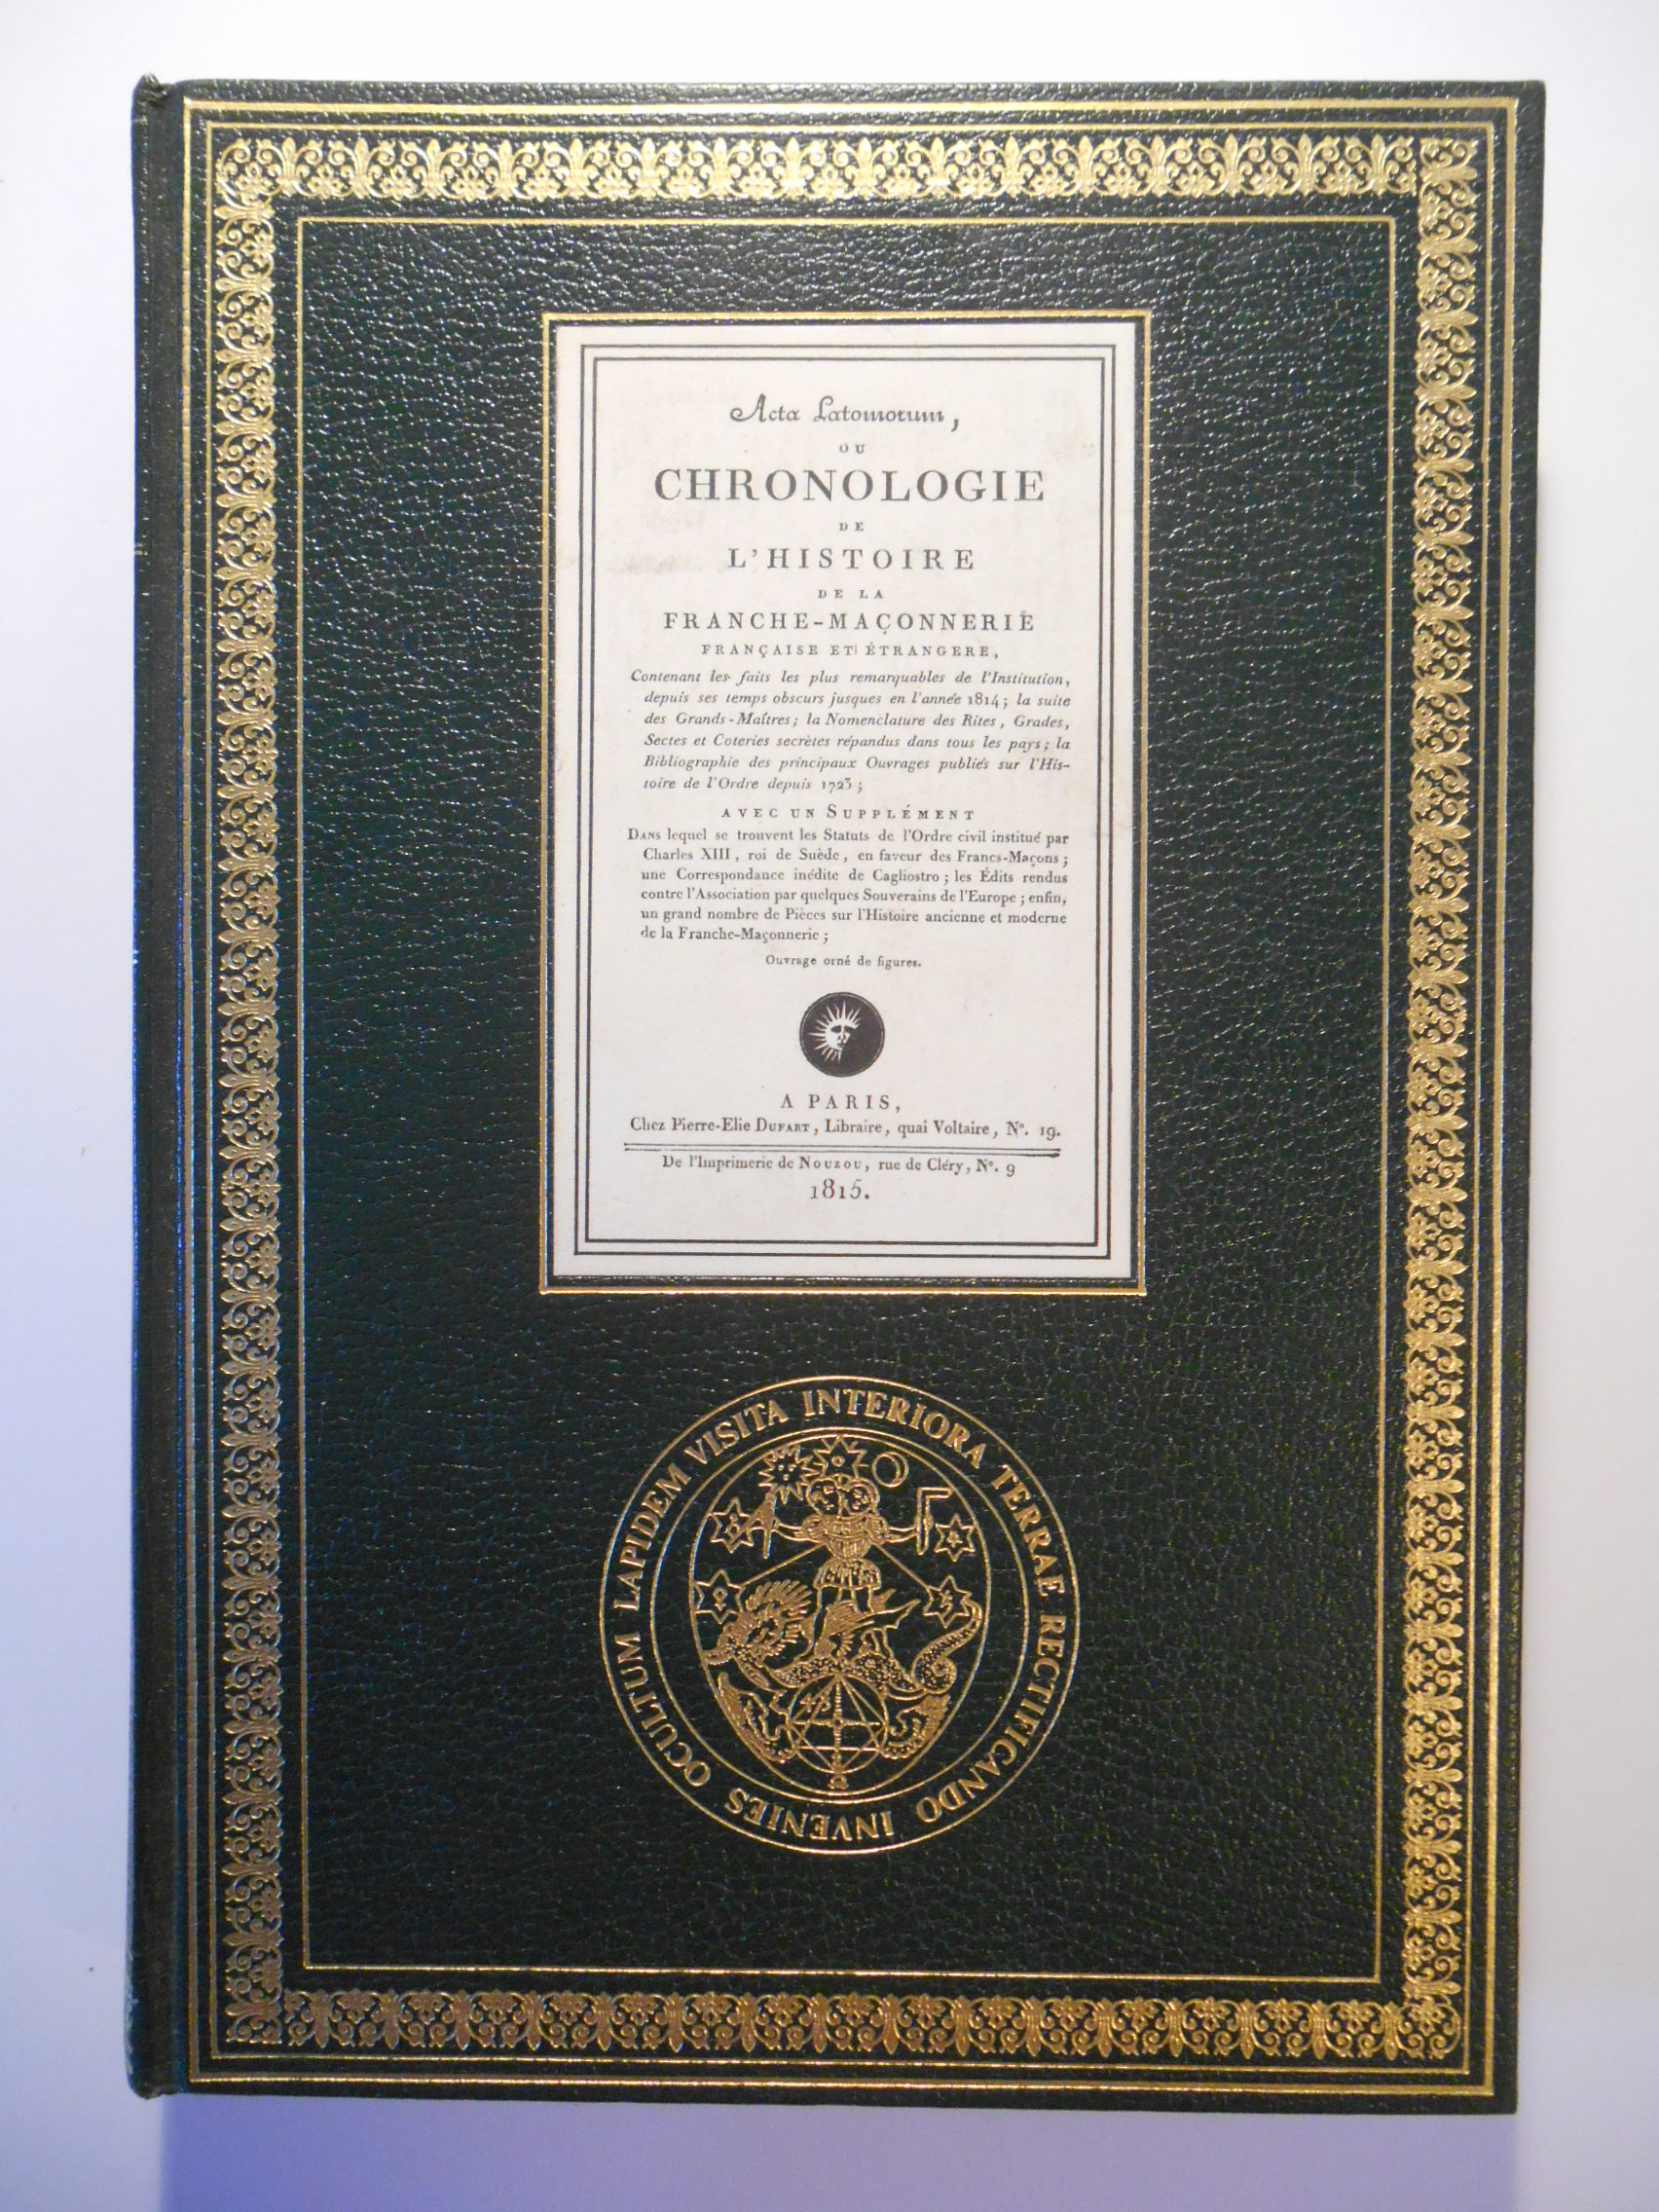 Acta Latomorum,
OU
CHRONOLOGIE
DE
L'HISTOIRE
DE LA
FRANCHE-MAÇONNERIE
FRANÇAISE ET ÉTRANGERE,
Contenant les faits les plus remarquables de l'Institution,
depuis ses temps obscurs jusques en l'année 1814; la suite
des Grands-Maîtres; la Nomenclature des Rites, Grades,
Sectes et Coteries secrètes répandus dans tous les pays; la
Bibliographie des principaux Ouvrages publiés sur l'His-
toire de l'Ordre depuis 1723;
AVEC UN SUPPLÉMENT
DANS lequel se trouvent les Statuts de l'Ordre civil institué par
Charles XIII, roi de Suède, en faveur des Francs-Maçons;
une Correspondance inédite de Cagliostro; les Édits rendus
contre l'Association par quelques Souverains de l'Europe; enfin,
un grand nombre de Pièces sur l'Histoire ancienne et moderne
de la Franche-Maçonnerie;
Ouvrage orné de figures.
A PARIS,
Chez Pierre-Elie DUFART, Libraire, quai Voltaire, N°. 19.
De l'Imprimerie de NOUZOU, rue de Cléry, N°. 9
1815.
VISITA INTERIORA TERRAE RECTIFICANDO INVENIES OCULTUM LAPIDEM